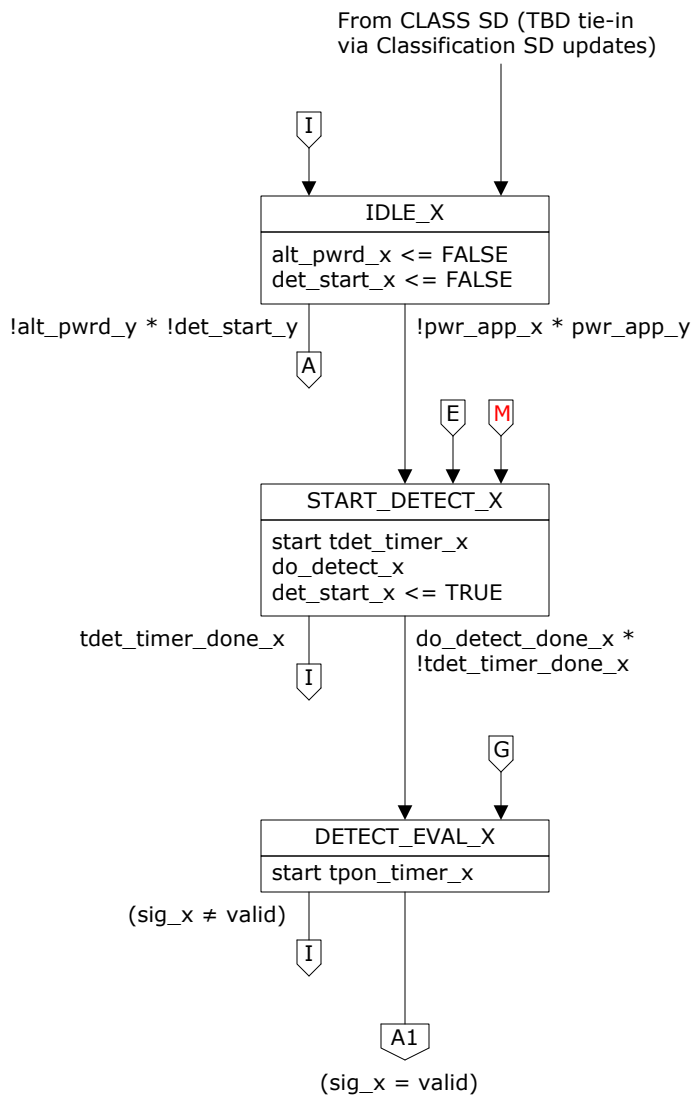 From CLASS SD (TBD tie-in
via Classification SD updates)
I
IDLE_X
alt_pwrd_x <= FALSE
det_start_x <= FALSE
!alt_pwrd_y * !det_start_y
!pwr_app_x * pwr_app_y
A
E
M
START_DETECT_X
start tdet_timer_x
do_detect_x
det_start_x <= TRUE
tdet_timer_done_x
do_detect_done_x *
!tdet_timer_done_x
I
G
DETECT_EVAL_X
start tpon_timer_x
(sig_x ≠ valid)
I
A1
(sig_x = valid)